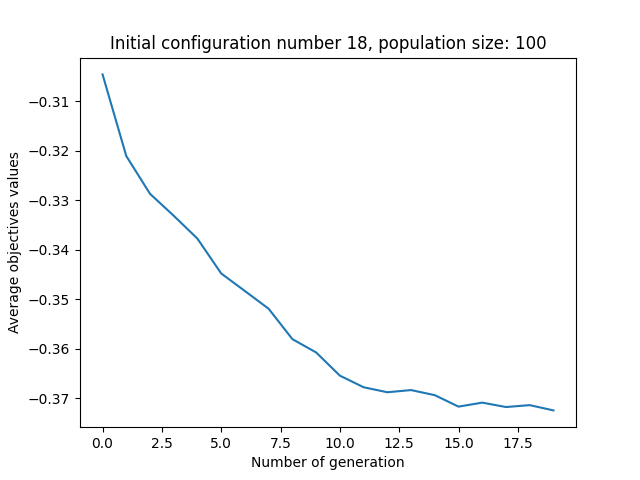 Initial configuration number 18, population size: 100
Average objectives values
−0.31
−0.32
−0.33
−0.34
−0.35
−0.36
−0.37
0.0 2.5 5.0 7.5 10.0 12.5 15.0 17.5
Number of generation